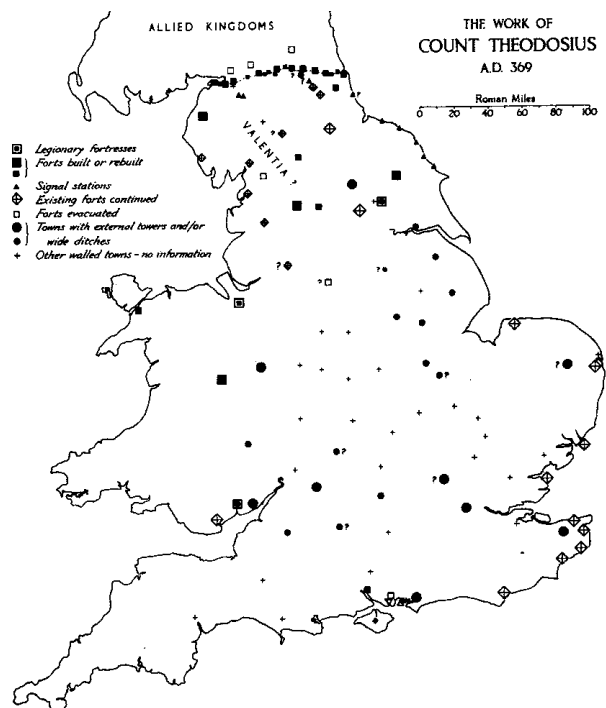 ALLIED KINGDOMS
THE WORK OF
COUNT THEODOSIUS
A.D. 369
Roman Miles
0 20 40 60 80 100
VALENTIA ?
Legionary fortresses
Forts built or rebuilt
Signal stations
Existing forts continued
Forts evacuated
Towns with external towers and/or
wide ditches
Other walled towns - no information